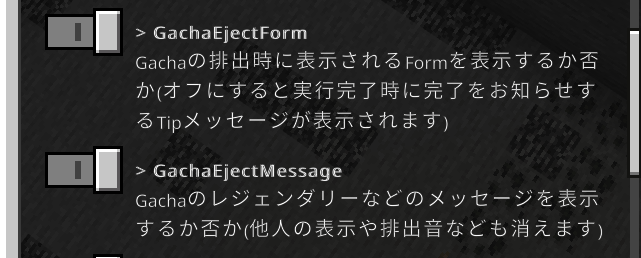 > GachaEjectForm
Gachaの排出時に表示されるFormを表示するか否
か(オフにすると実行完了時に完了をお知らせす
るTipメッセージが表示されます)
> GachaEjectMessage
Gachaのレジェンダリーなどのメッセージを表示
するか否か(他人の表示や排出音なども消えます)